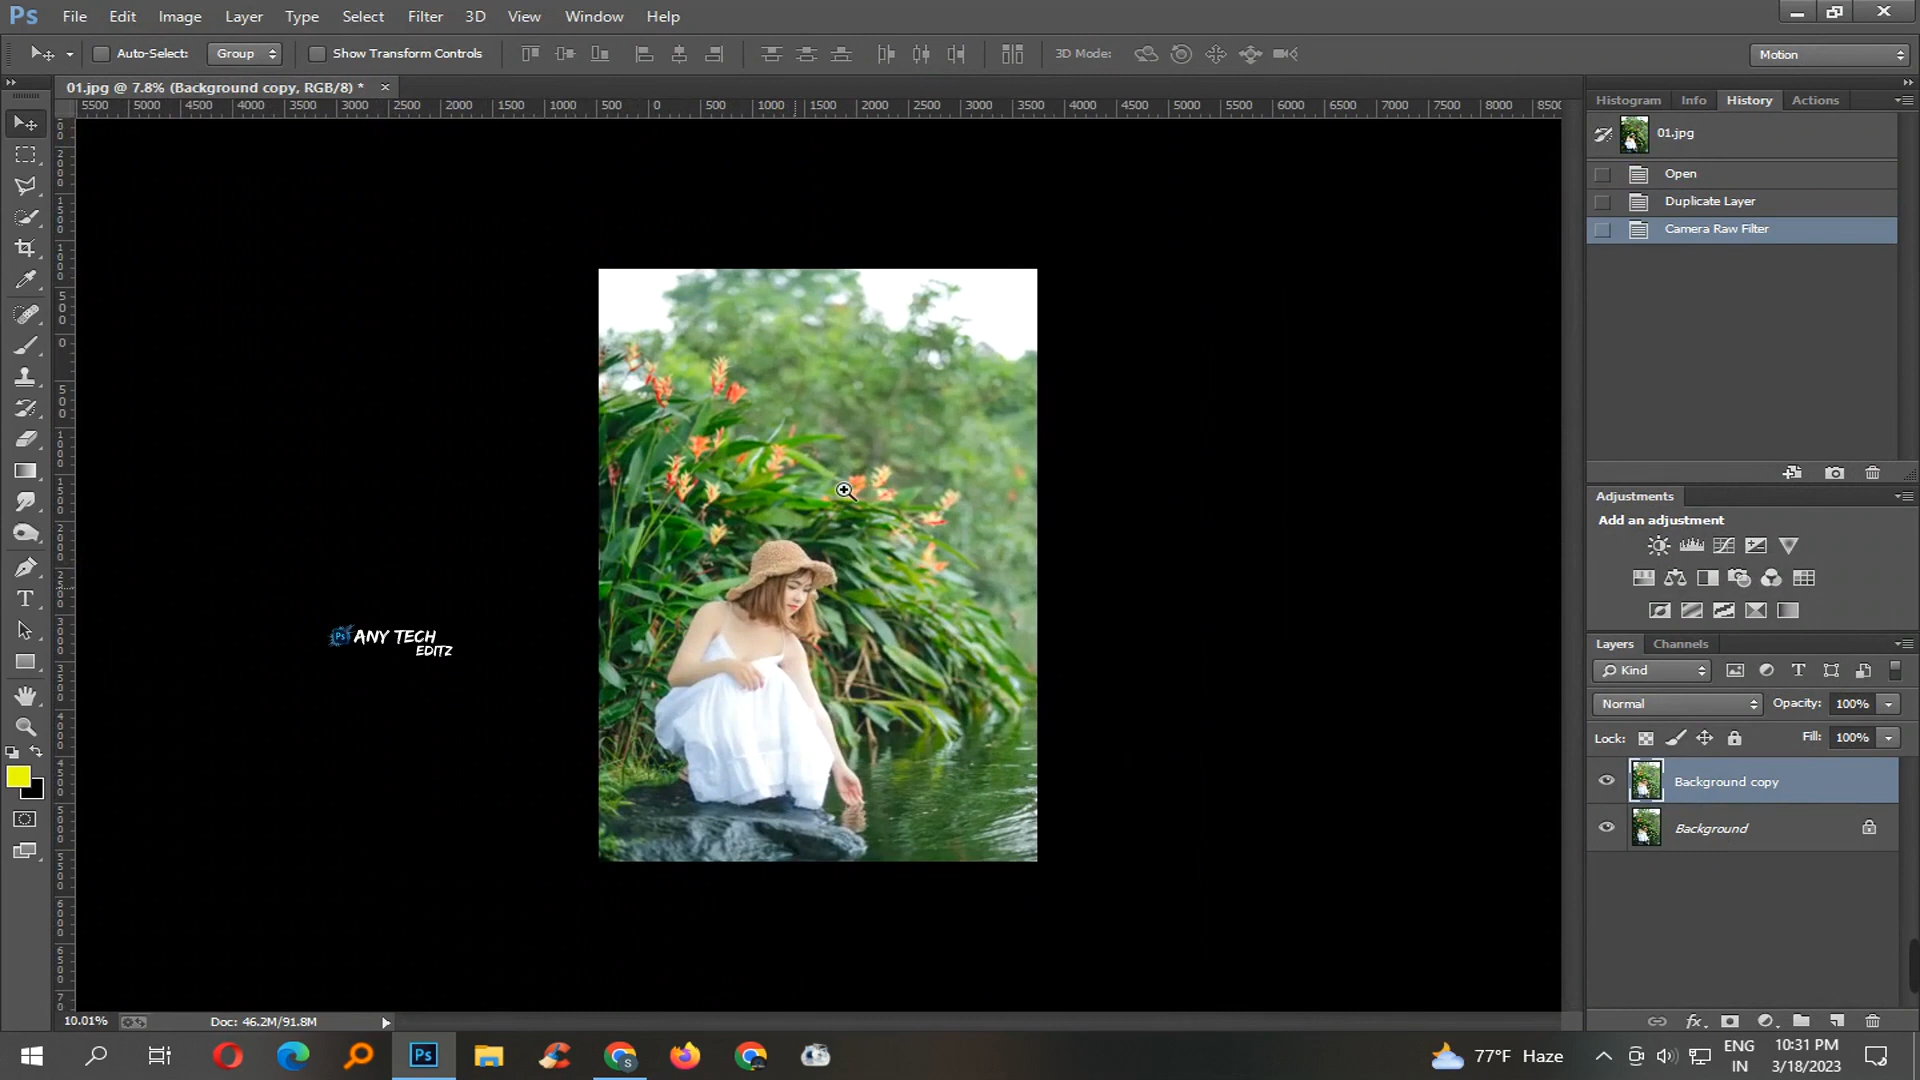 Ps File Edit Image Layer Type Select Filter 3D View Window Help
Auto-Select: Group Show Transform Controls 3D Mode: Motion
01.jpg @ 7.8% (Background copy, RGB/8) * ×
5500 5000 4500 4000 3500 3000 2500 2000 1500 1000 500 0 500 1000 1500 2000 2500 3000 3500 4000 4500 5000 5500 6000 6500 7000 7500 8000 8500
Histogram Info History Actions
01.jpg
Open
Duplicate Layer
Camera Raw Filter
Adjustments
Add an adjustment
Ps ANY TECH
EDITZ
Layers Channels
Kind
Normal Opacity: 100%
Lock: Fill: 100%
Background copy
Background
10.01% Doc: 46.2M/91.8M
fx
Ps S 77°F Haze ENG
IN 10:31 PM
3/18/2023